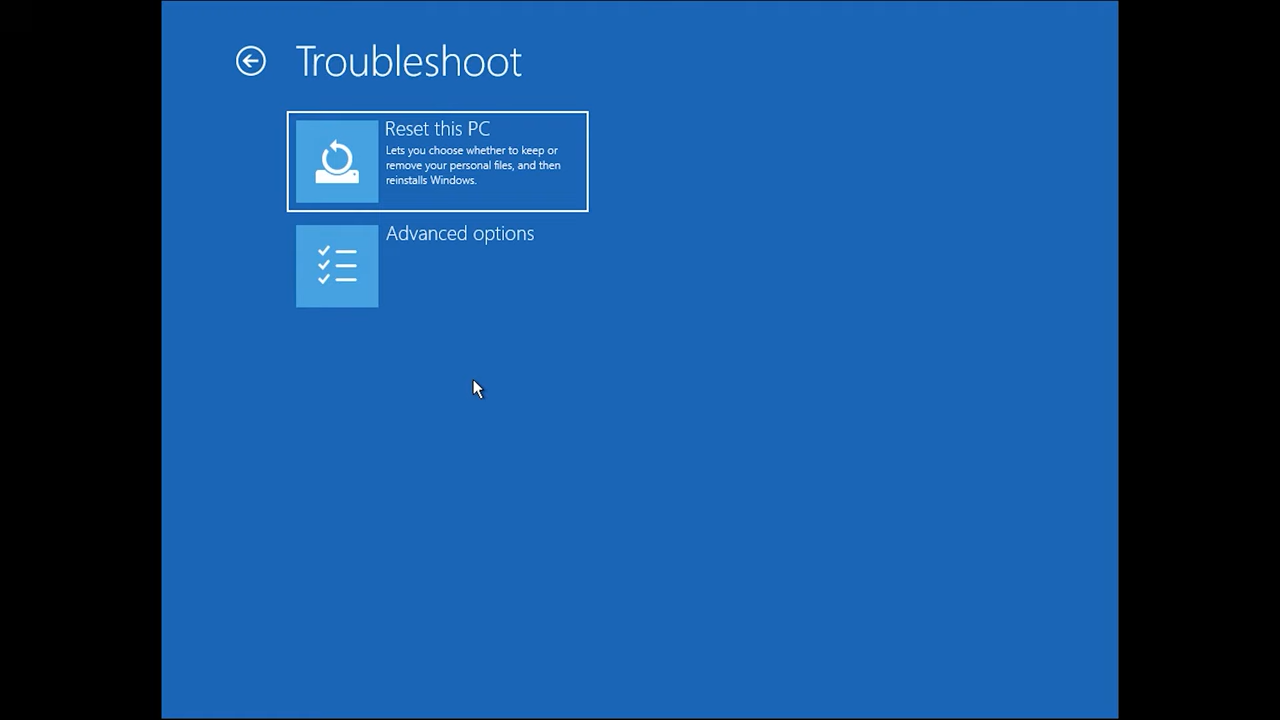 Troubleshoot
Reset this PC
Lets you choose whether to keep or
remove your personal files, and then
reinstalls Windows.
Advanced options